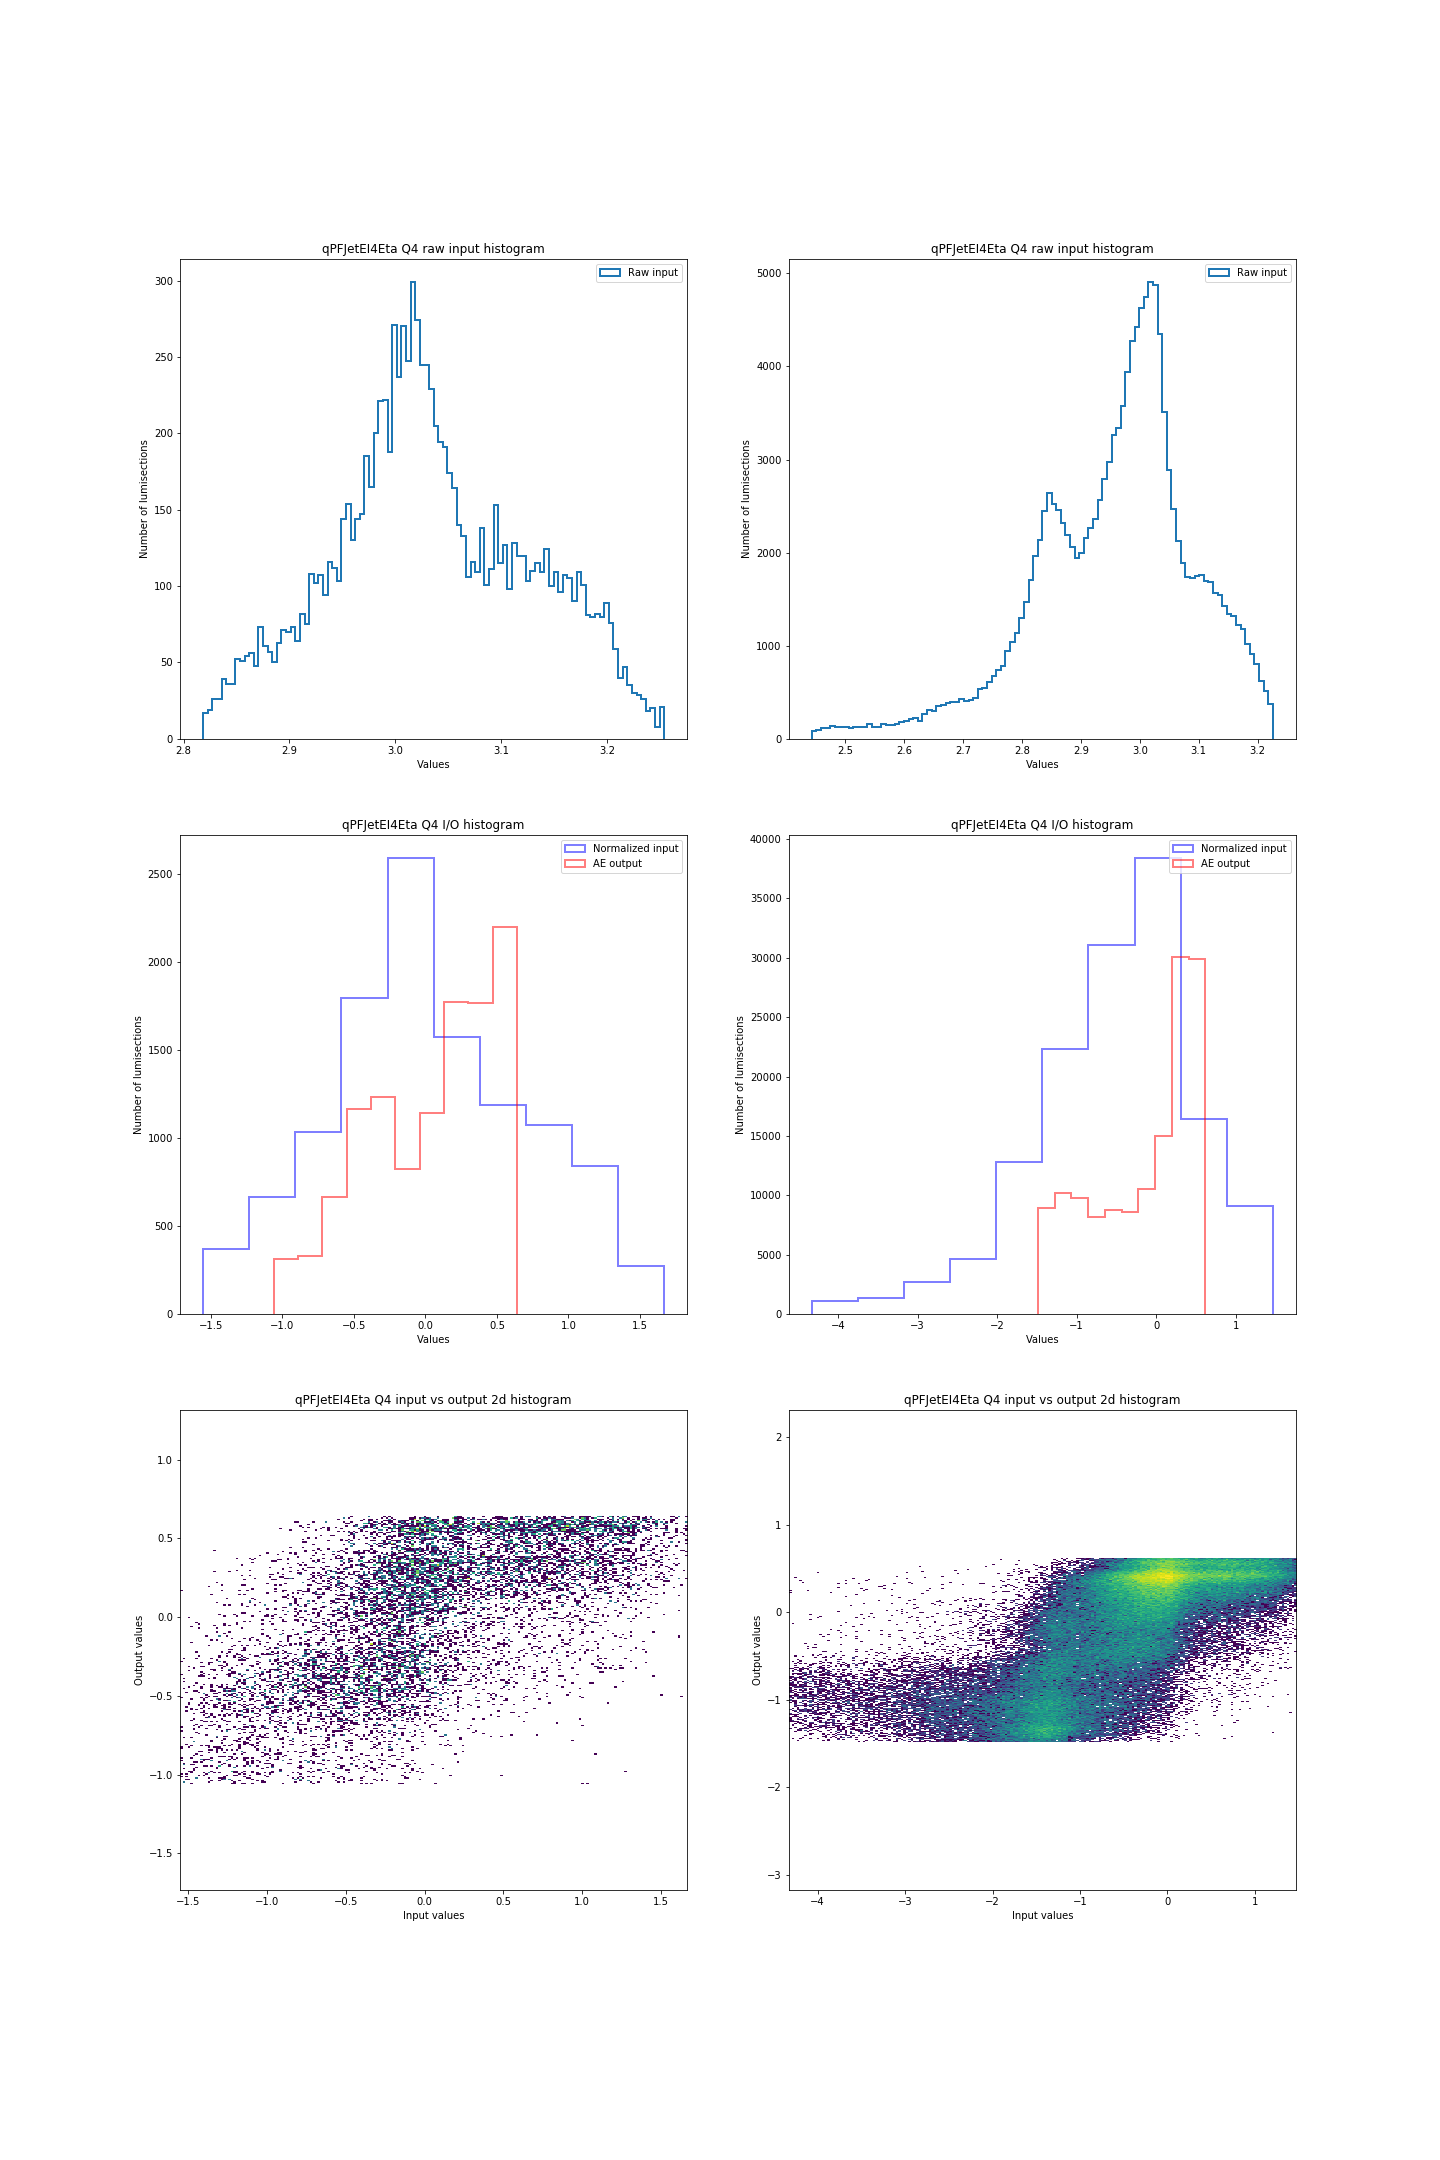 qPFJetEI4Eta Q4 raw input histogram
Raw input
300
250
200
150
100
50
0
Number of lumisections
2.8 2.9 3.0 3.1 3.2
Values
qPFJetEI4Eta Q4 raw input histogram
Raw input
5000
4000
3000
2000
1000
0
Number of lumisections
2.5 2.6 2.7 2.8 2.9 3.0 3.1 3.2
Values
qPFJetEI4Eta Q4 I/O histogram
Normalized input
AE output
2500
2000
1500
1000
500
0
Number of lumisections
−1.5 −1.0 −0.5 0.0 0.5 1.0 1.5
Values
qPFJetEI4Eta Q4 I/O histogram
Normalized input
AE output
40000
35000
30000
25000
20000
15000
10000
5000
0
Number of lumisections
−4 −3 −2 −1 0 1
Values
qPFJetEI4Eta Q4 input vs output 2d histogram
1.0
0.5
0.0
−0.5
−1.0
−1.5
Output values
−1.5 −1.0 −0.5 0.0 0.5 1.0 1.5
Input values
qPFJetEI4Eta Q4 input vs output 2d histogram
2
1
0
−1
−2
−3
Output values
−4 −3 −2 −1 0 1
Input values